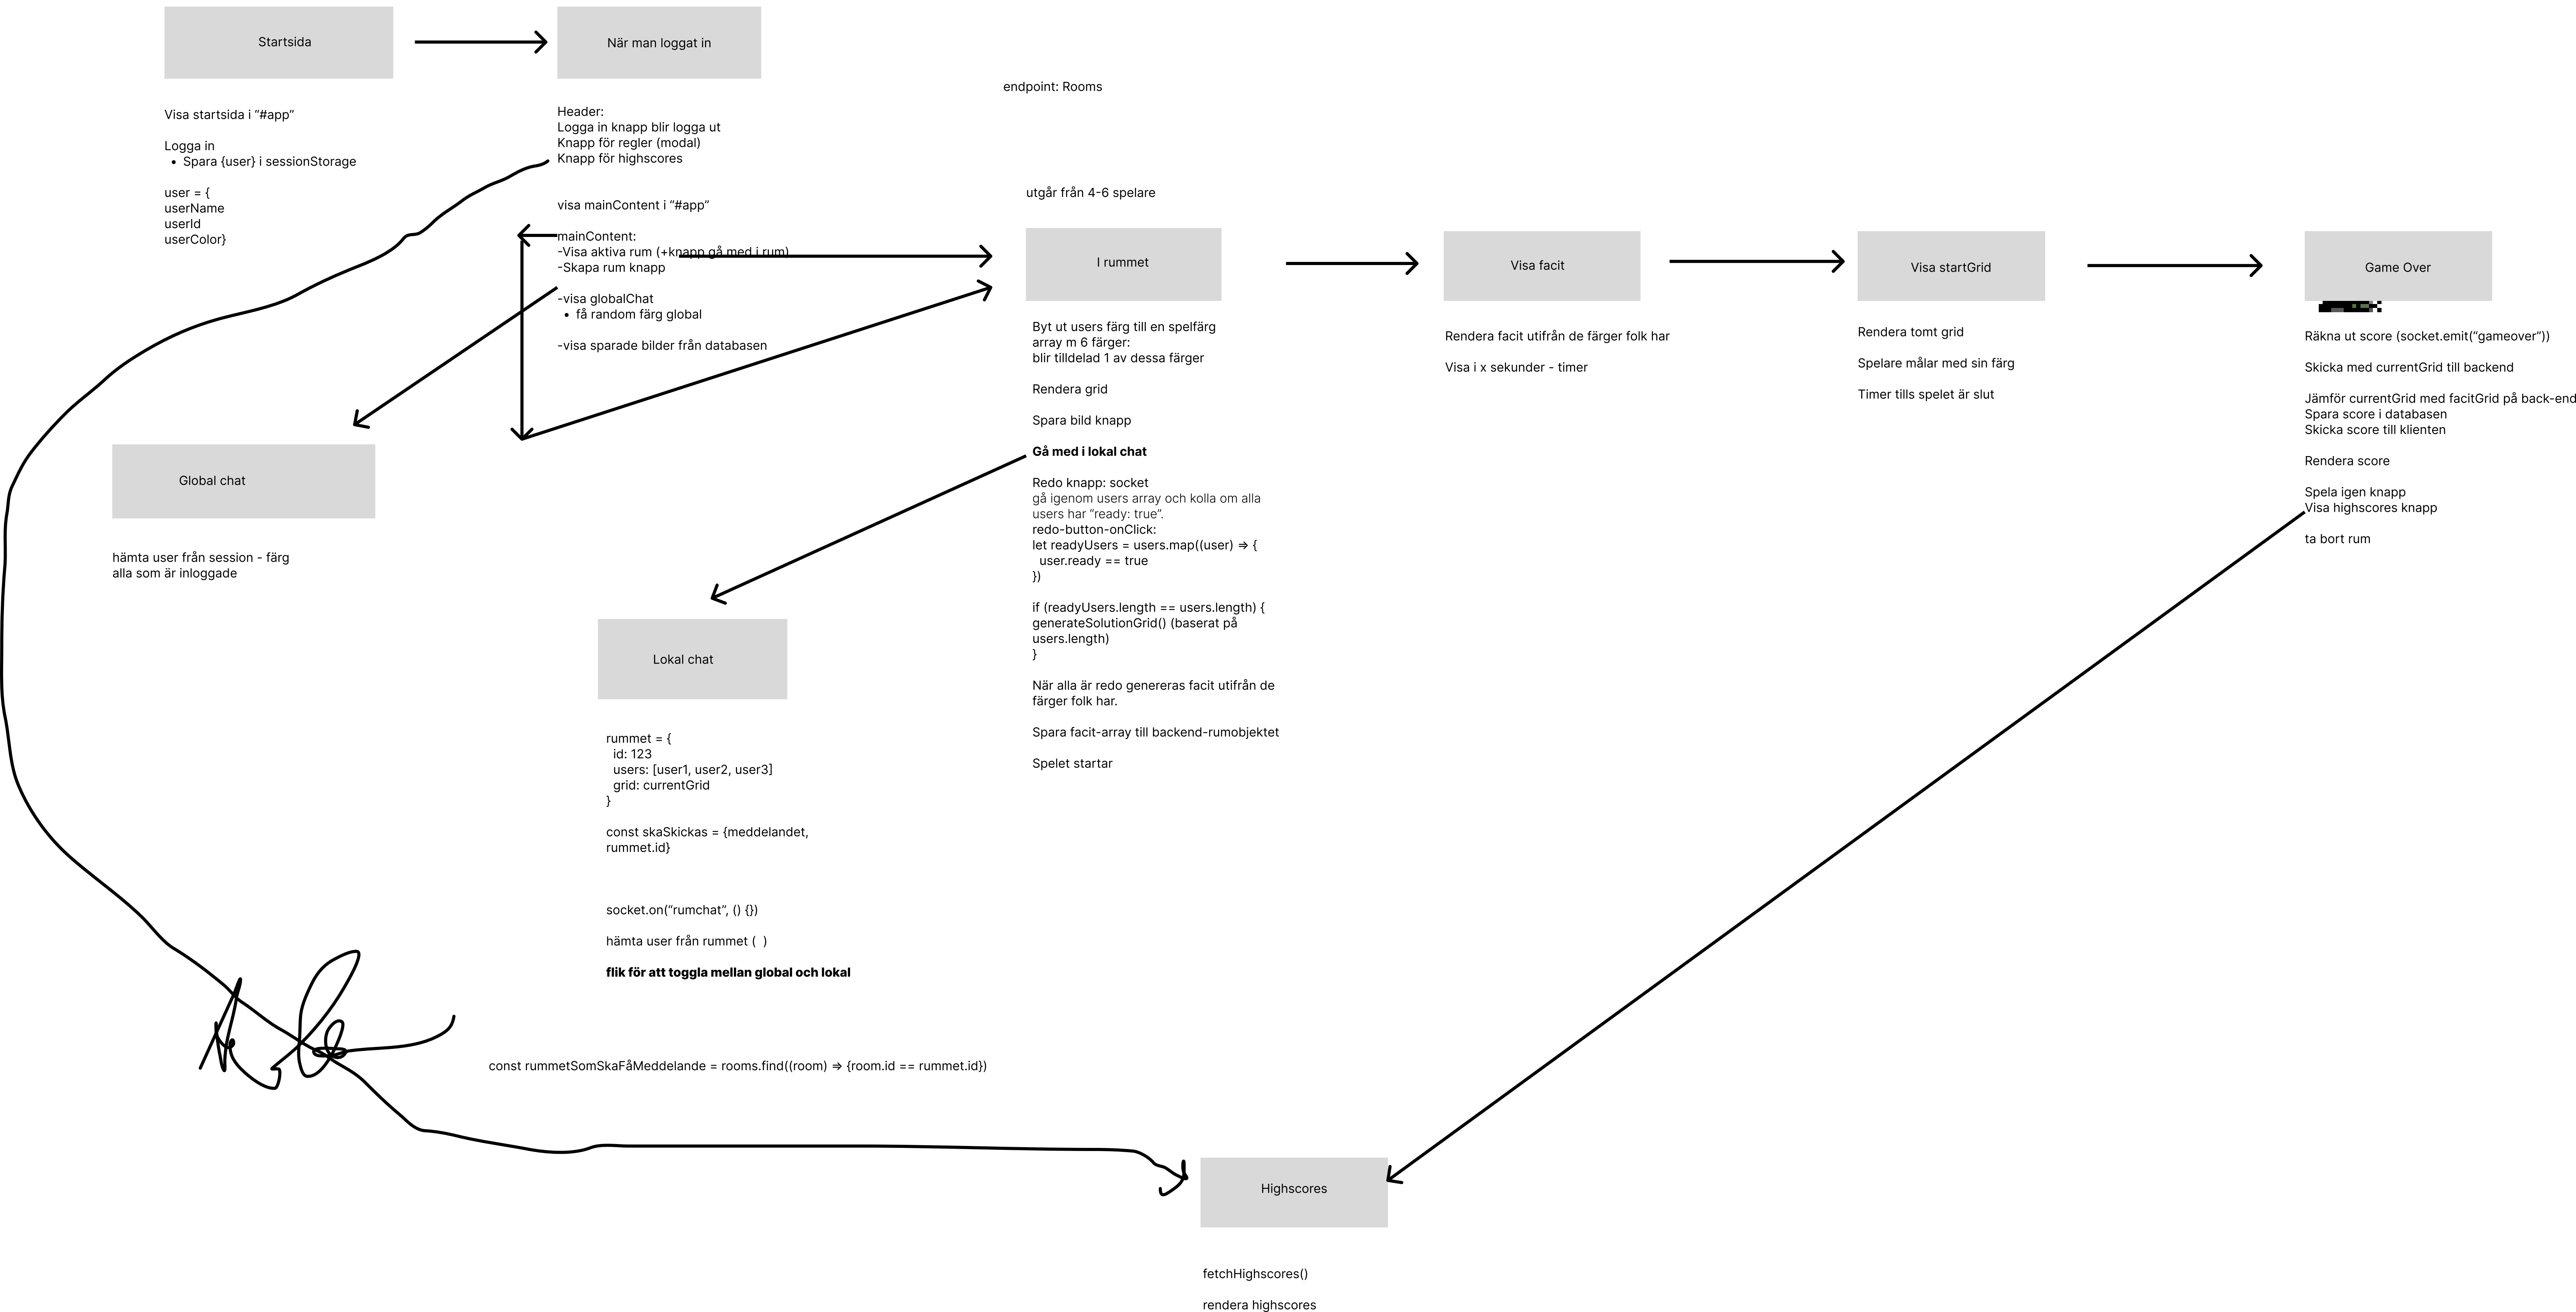 Startsida
Visa startsida i “#app”
Logga in
• Spara {user} i sessionStorage
user = {
userName
userId
userColor}
När man loggat in
Header:
Logga in knapp blir logga ut
Knapp för regler (modal)
Knapp för highscores
visa mainContent i “#app”
mainContent:
-Visa aktiva rum (+knapp gå med i rum)
-Skapa rum knapp
-visa globalChat
• få random färg global
-visa sparade bilder från databasen
Global chat
hämta user från session - färg
alla som är inloggade
Lokal chat
rummet = {
id: 123
users: [user1, user2, user3]
grid: currentGrid
}
const skaSkickas = {meddelandet,
rummet.id}
socket.on(“rumchat”, () {})
hämta user från rummet (  )
flik för att toggla mellan global och lokal
const rummetSomSkaFåMeddelande = rooms.find((room) => {room.id == rummet.id})
endpoint: Rooms
utgår från 4-6 spelare
I rummet
Byt ut users färg till en spelfärg
array m 6 färger:
blir tilldelad 1 av dessa färger
Rendera grid
Spara bild knapp
Gå med i lokal chat
Redo knapp: socket
gå igenom users array och kolla om alla
users har “ready: true”.
redo-button-onClick:
let readyUsers = users.map((user) => {
user.ready == true
})
if (readyUsers.length == users.length) {
generateSolutionGrid() (baserat på
users.length)
}
När alla är redo genereras facit utifrån de
färger folk har.
Spara facit-array till backend-rumobjektet
Spelet startar
Visa facit
Rendera facit utifrån de färger folk har
Visa i x sekunder - timer
Visa startGrid
Rendera tomt grid
Spelare målar med sin färg
Timer tills spelet är slut
Game Over
Räkna ut score (socket.emit(“gameover”))
Skicka med currentGrid till backend
Jämför currentGrid med facitGrid på back-end
Spara score i databasen
Skicka score till klienten
Rendera score
Spela igen knapp
Visa highscores knapp
ta bort rum
Highscores
fetchHighscores()
rendera highscores